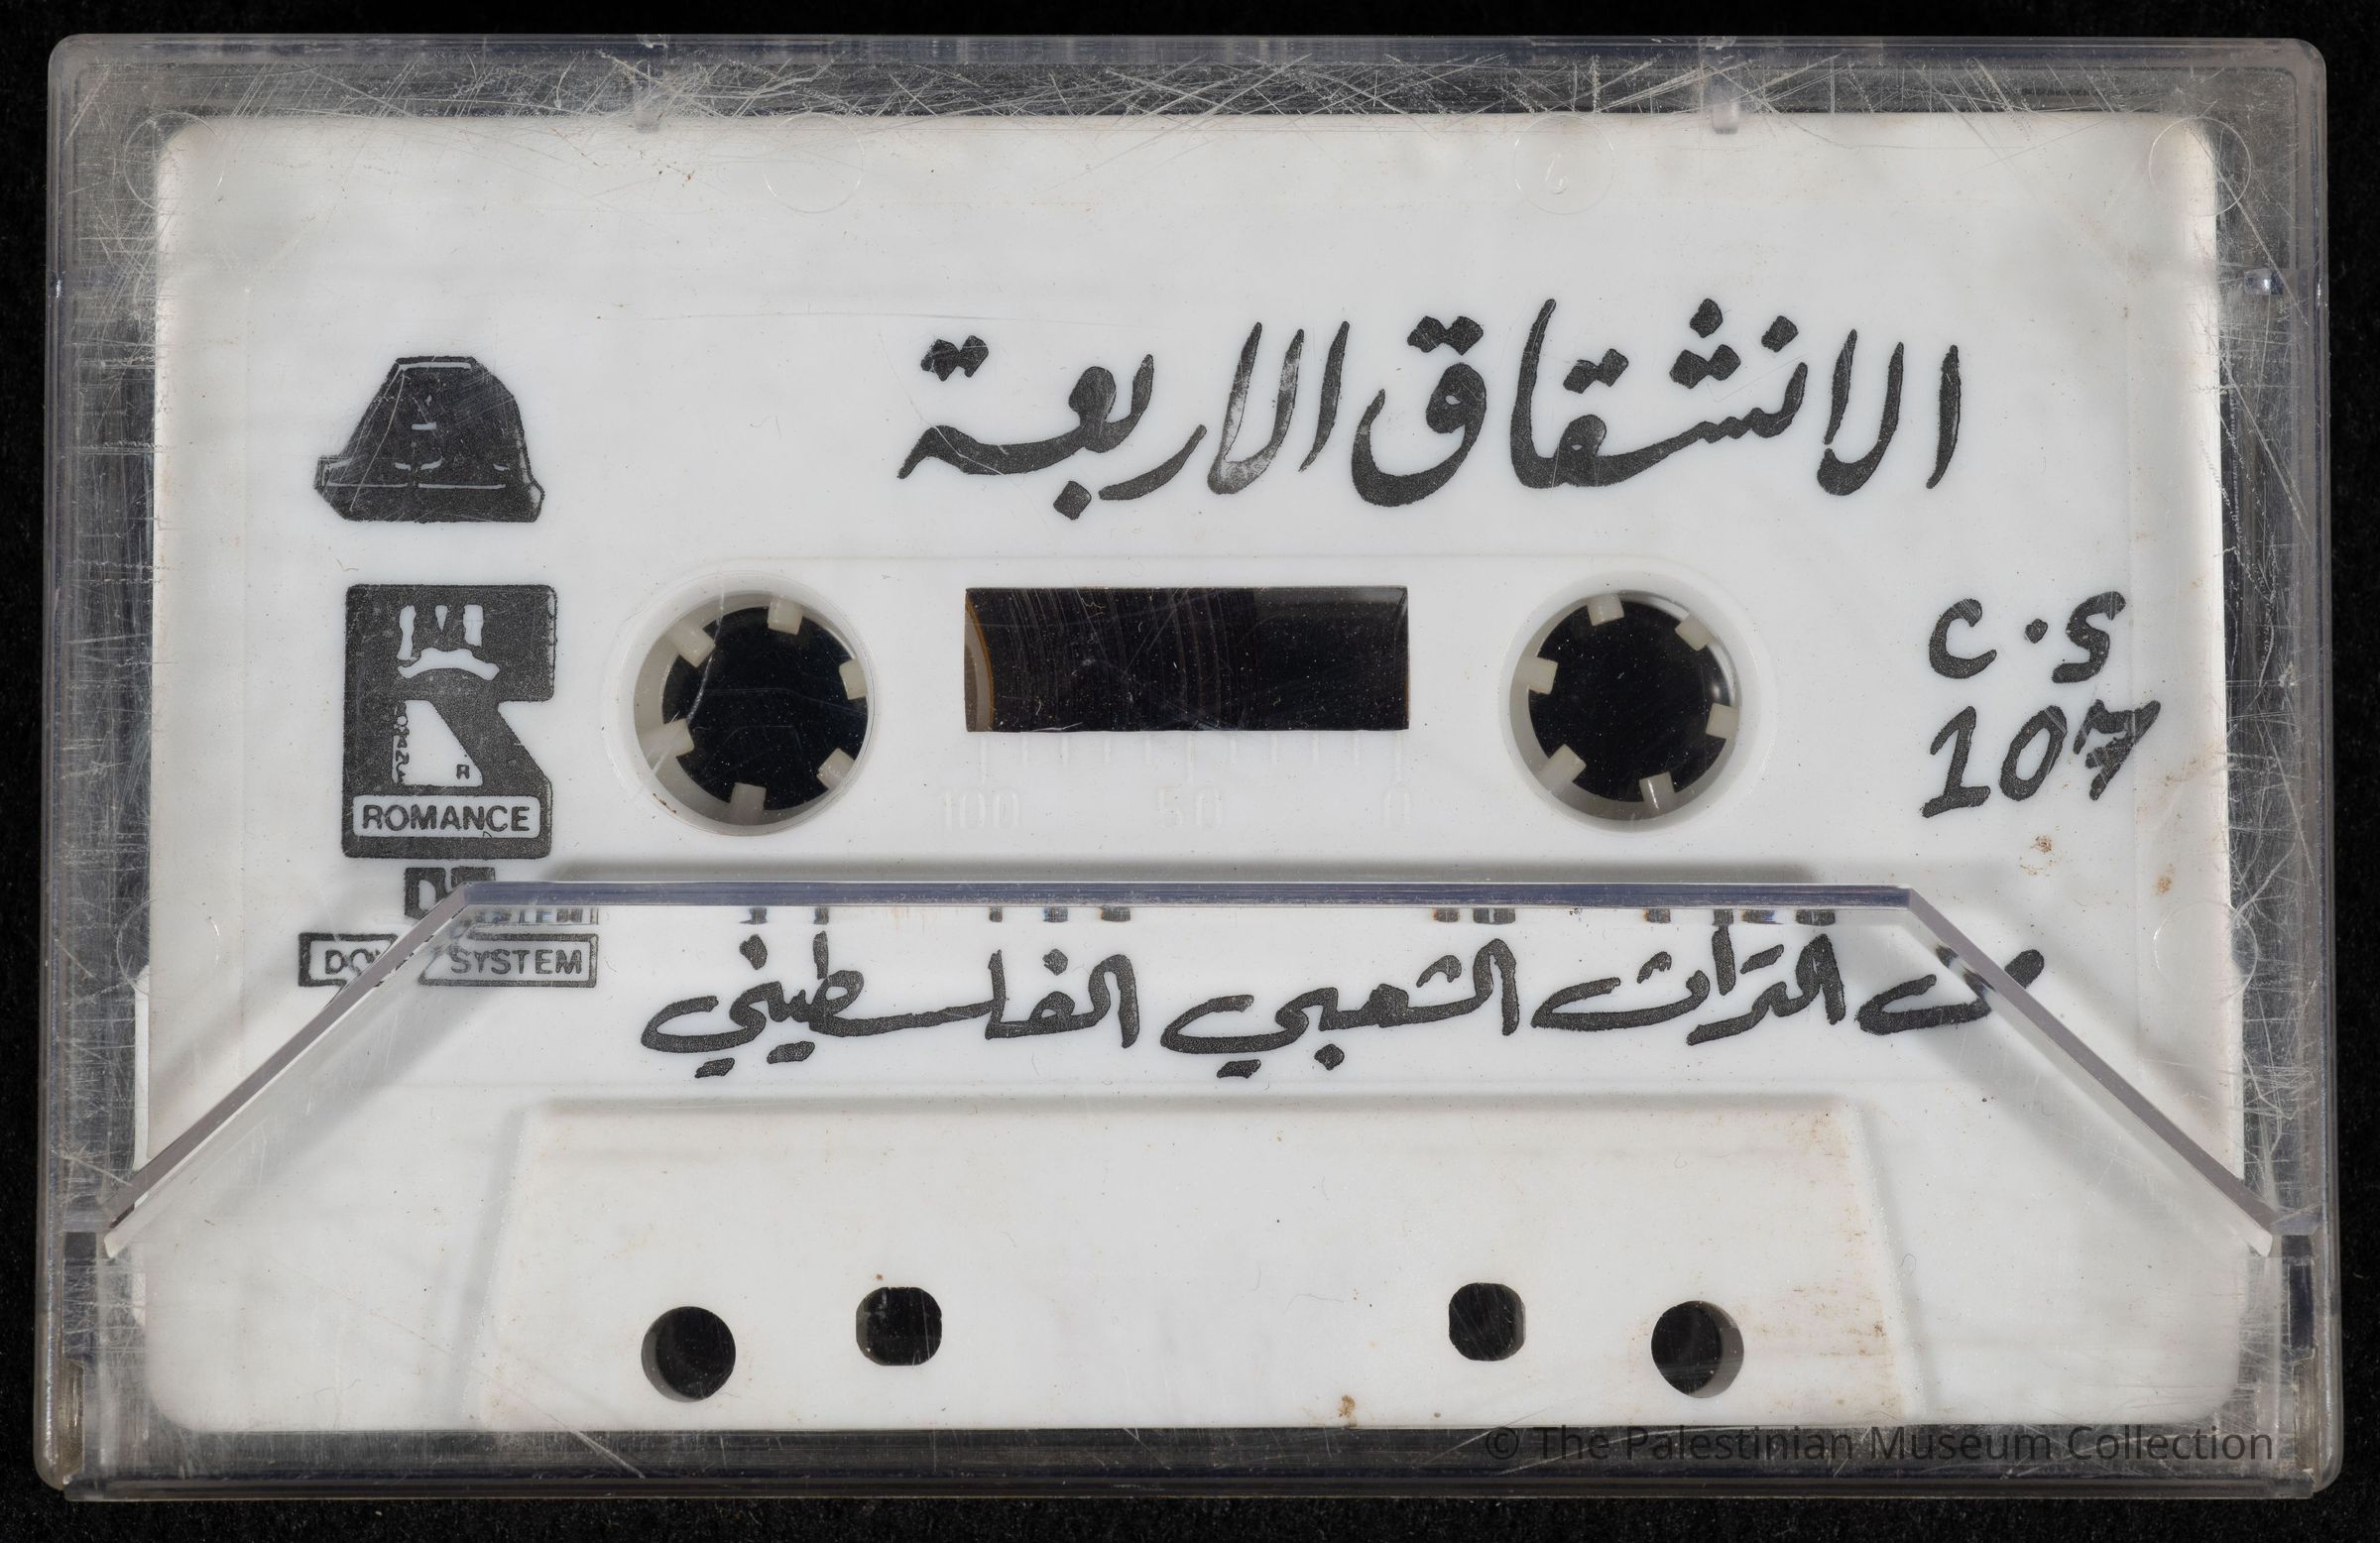 الانشقاق الاربعة
C.S
107
R
ROMANCE
SYSTEM
من التراث الشعبي الفلسطيني
100 50 0
© The Palestinian Museum Collection